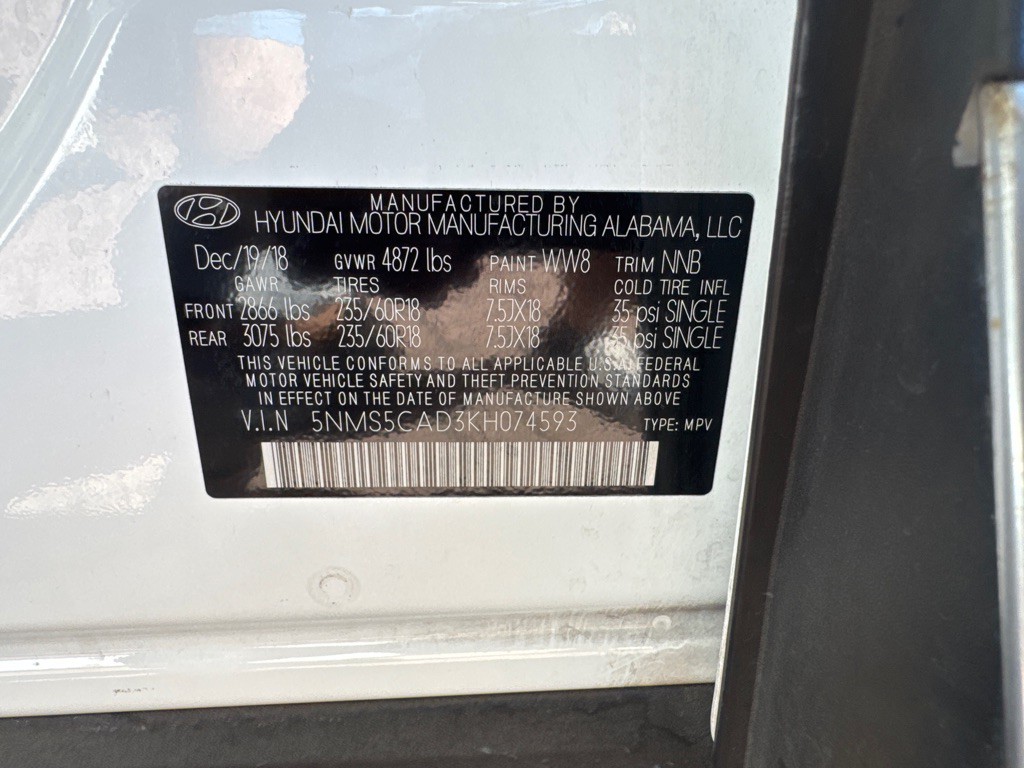 MANUFACTURED BY
HYUNDAI MOTOR MANUFACTURING ALABAMA, LLC
Dec/19/18 GVWR 4872 lbs PAINT WW8 TRIM NNB
GAWR TIRES RIMS COLD TIRE INFL
FRONT 2866 lbs 235/60R18 7.5JX18 35 psi SINGLE
REAR 3075 lbs 235/60R18 7.5JX18 35 psi SINGLE
THIS VEHICLE CONFORMS TO ALL APPLICABLE U.S.A FEDERAL
MOTOR VEHICLE SAFETY AND THEFT PREVENTION STANDARDS
IN EFFECT ON THE DATE OF MANUFACTURE SHOWN ABOVE
V.I.N 5NMS5CAD3KH074593 TYPE: MPV